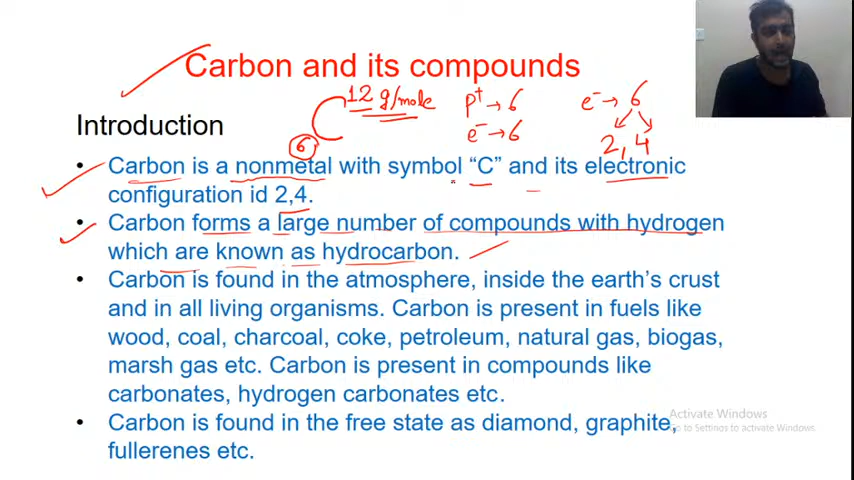 Carbon and its compounds
12 g/mole p+ → 6 e- → 6
Introduction 6 e- → 6 2, 4
• Carbon is a nonmetal with symbol “C” and its electronic
configuration id 2,4.
• Carbon forms a large number of compounds with hydrogen
which are known as hydrocarbon.
• Carbon is found in the atmosphere, inside the earth’s crust
and in all living organisms. Carbon is present in fuels like
wood, coal, charcoal, coke, petroleum, natural gas, biogas,
marsh gas etc. Carbon is present in compounds like
carbonates, hydrogen carbonates etc.
• Carbon is found in the free state as diamond, graphite,
fullerenes etc.
Activate Windows
Go to Settings to activate Windows.